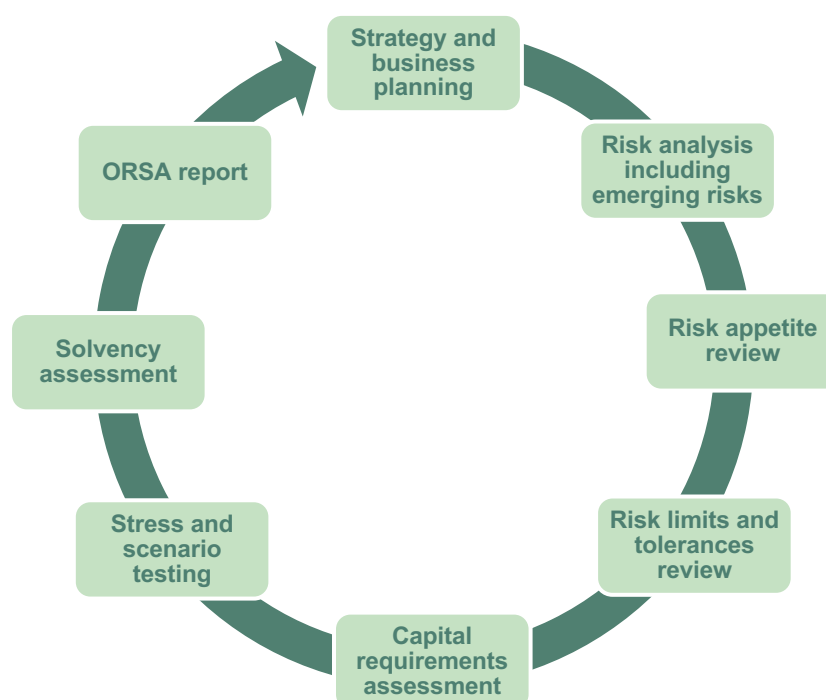 Strategy and
business
planning
Risk analysis
including
emerging risks
Risk appetite
review
Risk limits and
tolerances
review
Capital
requirements
assessment
Stress and
scenario
testing
Solvency
assessment
ORSA report